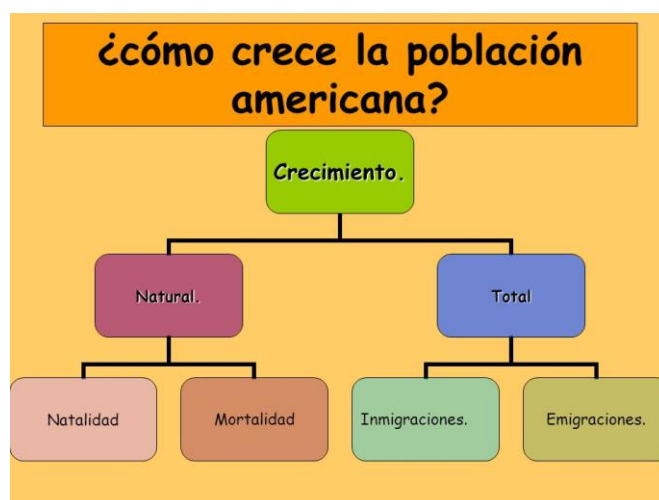 ¿cómo crece la población
americana?
Crecimiento.
Natural.
Total
Natalidad
Mortalidad
Inmigraciones.
Emigraciones.